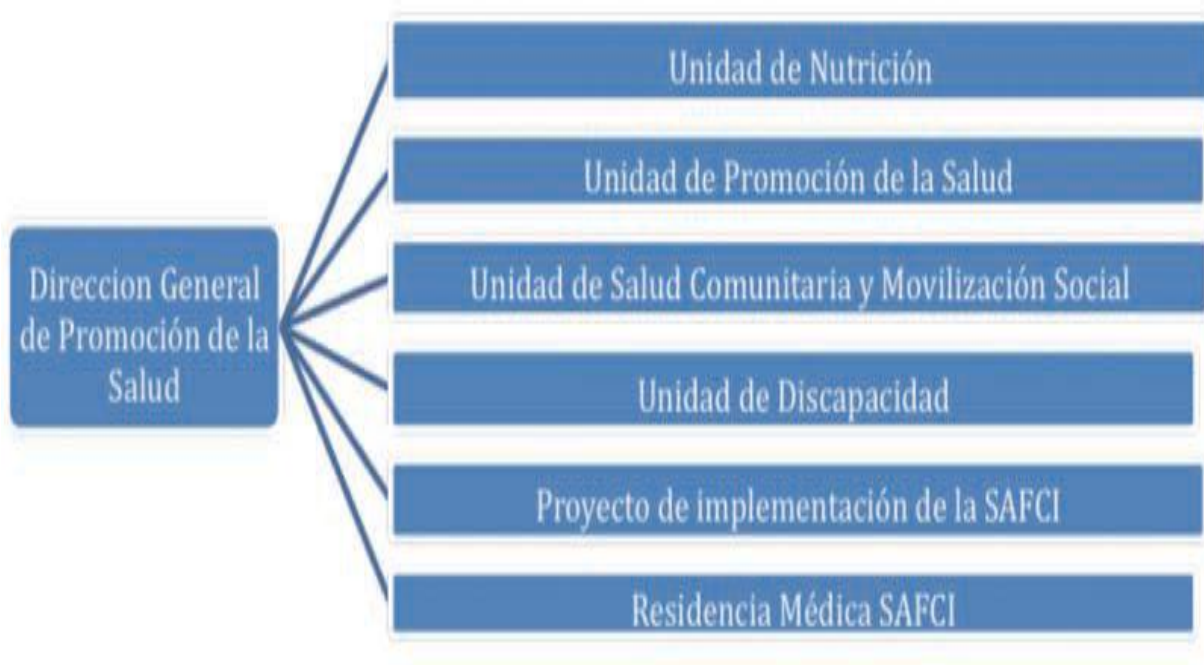 Direccion General
de Promoción de la
Salud
Unidad de Nutrición
Unidad de Promoción de la Salud
Unidad de Salud Comunitaria y Movilización Social
Unidad de Discapacidad
Proyecto de implementación de la SAFCI
Residencia Médica SAFCI